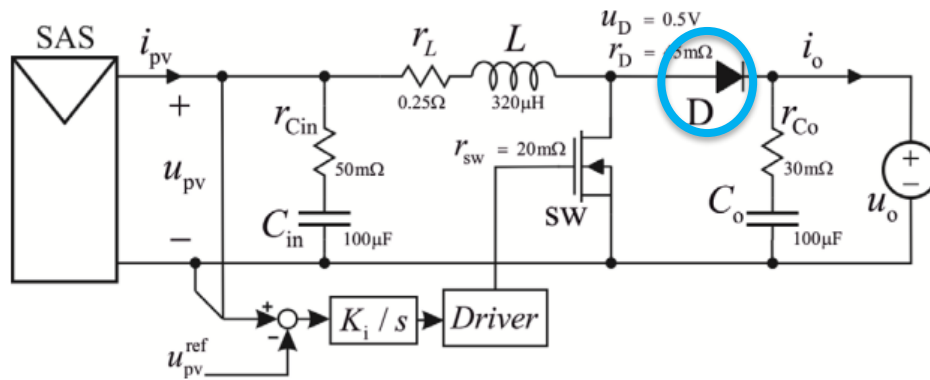 SAS
i_pv
+
u_pv
−
r_Cin
50mΩ
C_in
100μF
r_L
0.25Ω
L
320μH
u_D = 0.5V
r_D = 45mΩ
D
r_sw = 20mΩ
SW
i_o
r_Co
30mΩ
C_o
100μF
+
−
u_o
+
−
K_i / s
Driver
u_pv^ref